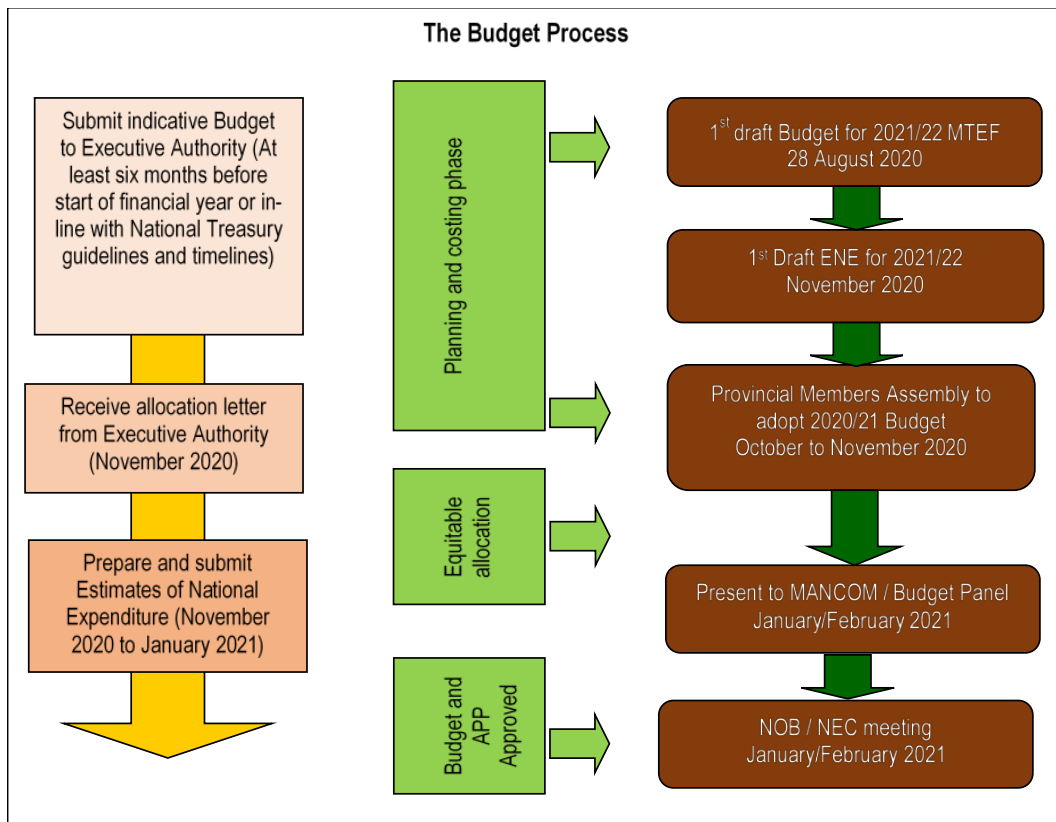 The Budget Process
Submit indicative Budget
to Executive Authority (At
least six months before
start of financial year or in-
line with National Treasury
guidelines and timelines)
Receive allocation letter
from Executive Authority
(November 2020)
Prepare and submit
Estimates of National
Expenditure (November
2020 to January 2021)
Planning and costing phase
Equitable
allocation
Budget and
APP
Approved
1st draft Budget for 2021/22 MTEF
28 August 2020
1st Draft ENE for 2021/22
November 2020
Provincial Members Assembly to
adopt 2020/21 Budget
October to November 2020
Present to MANCOM / Budget Panel
January/February 2021
NOB / NEC meeting
January/February 2021